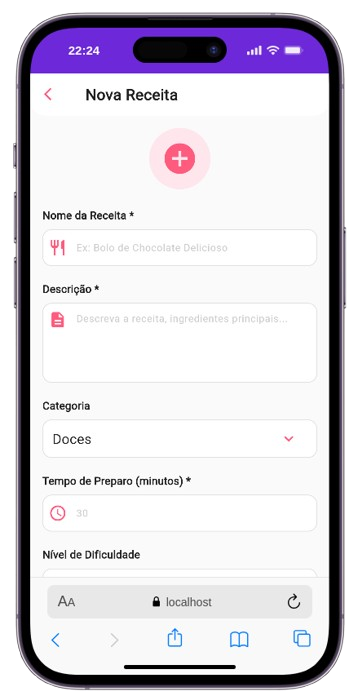 22:24
Nova Receita
Nome da Receita *
Ex: Bolo de Chocolate Delicioso
Descrição *
Descreva a receita, ingredientes principais...
Categoria
Doces
Tempo de Preparo (minutos) *
30
Nível de Dificuldade
AA
localhost